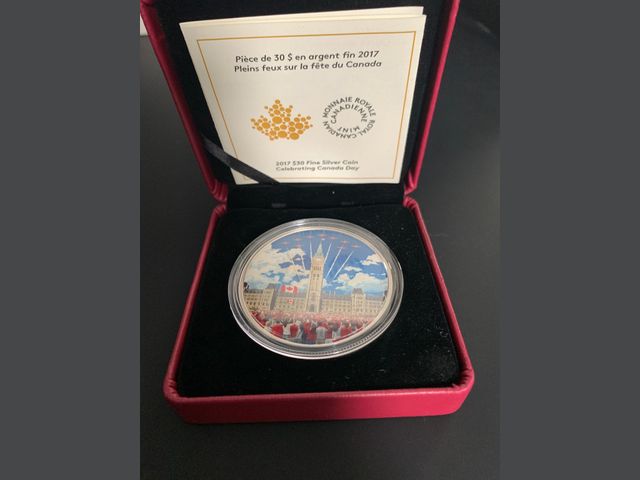 Pièce de 30 $ en argent fin 2017
Pleins feux sur la fête du Canada
MONNAIE ROYALE CANADIENNE
ROYAL CANADIAN MINT
2017 $30 Fine Silver Coin
Celebrating Canada Day